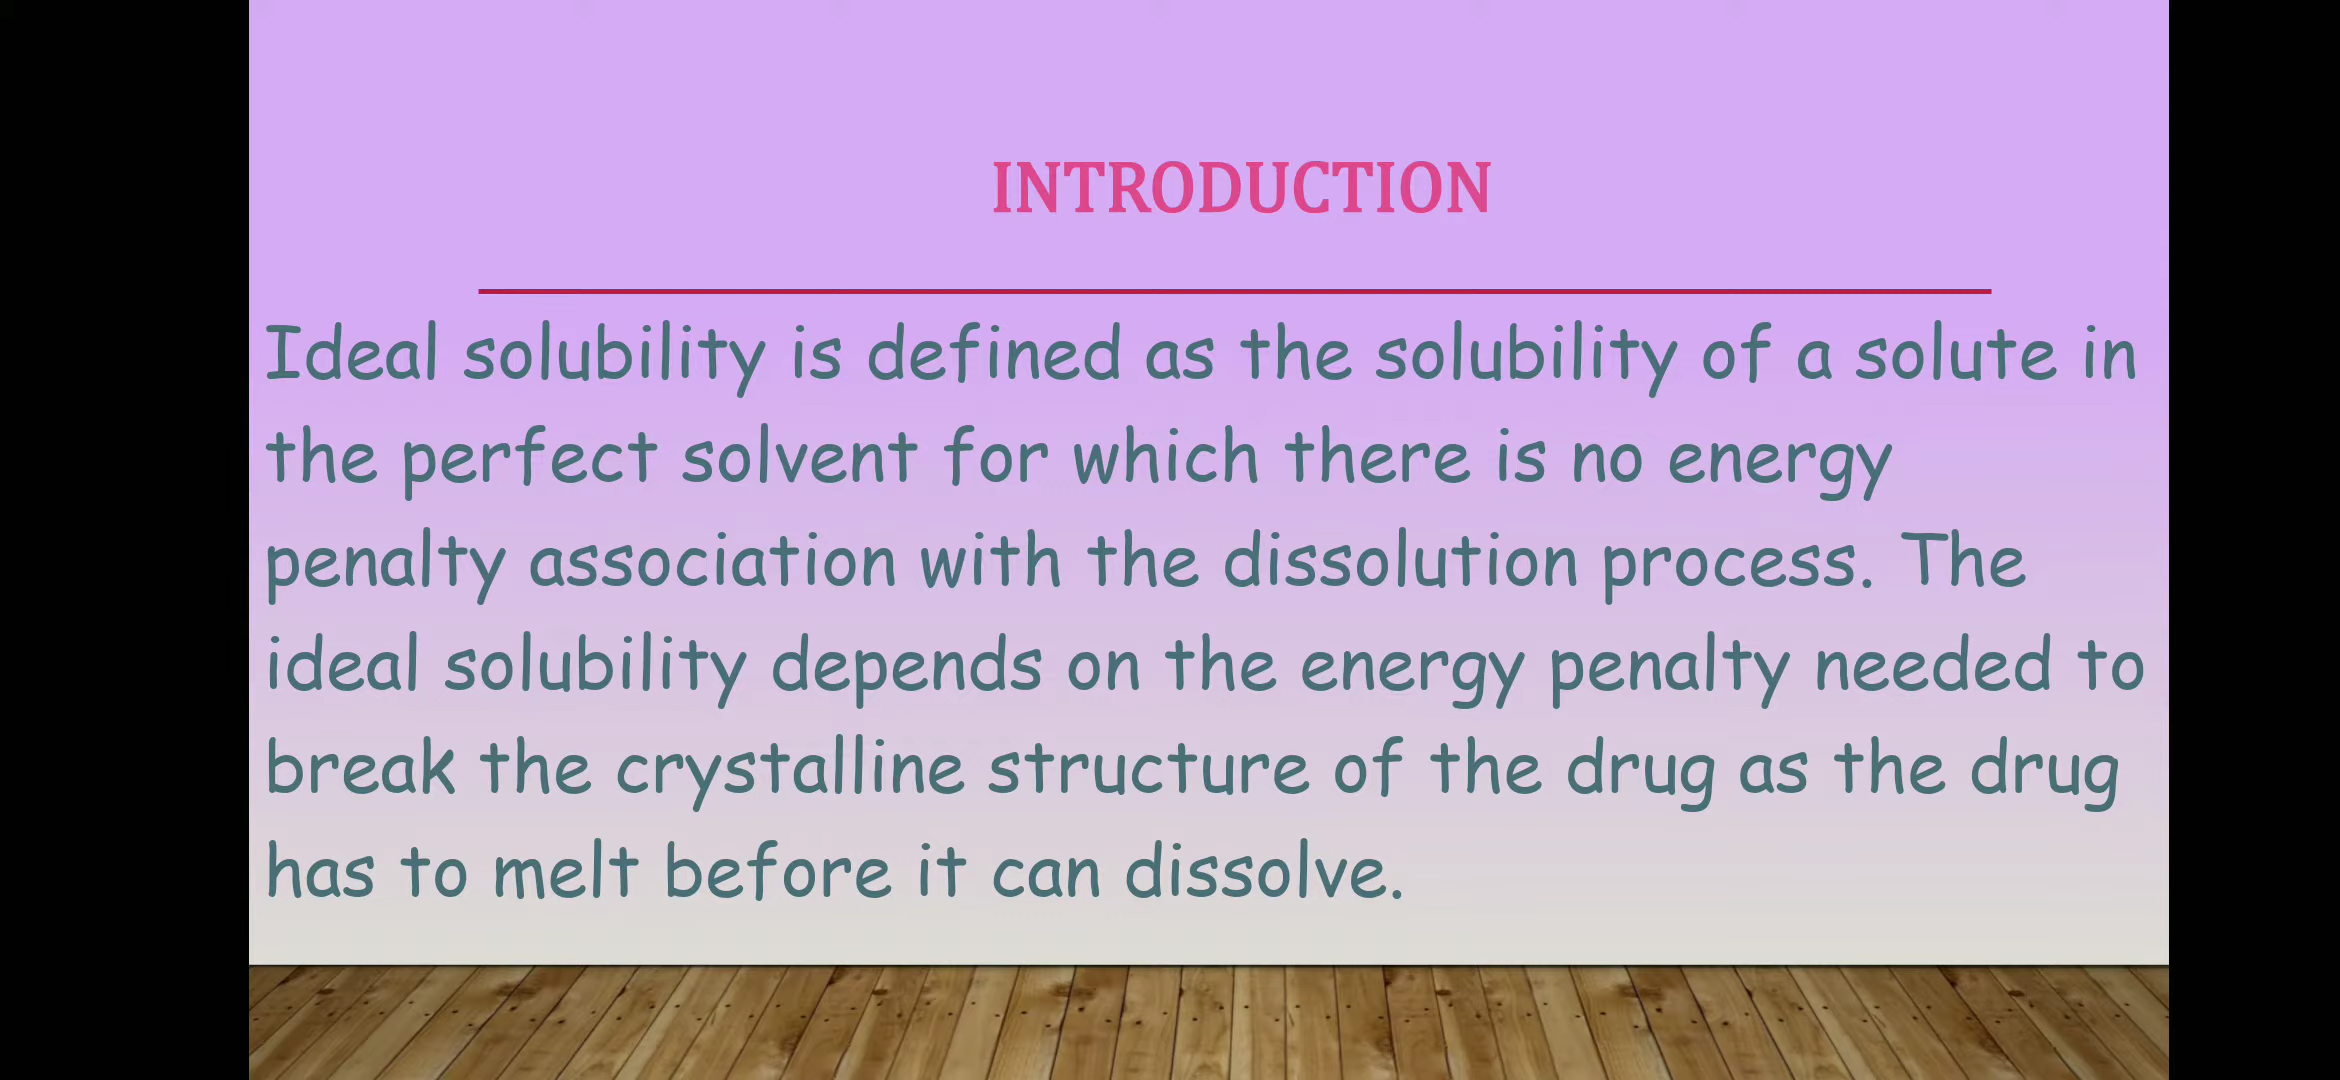 INTRODUCTION
Ideal solubility is defined as the solubility of a solute in
the perfect solvent for which there is no energy
penalty association with the dissolution process. The
ideal solubility depends on the energy penalty needed to
break the crystalline structure of the drug as the drug
has to melt before it can dissolve.